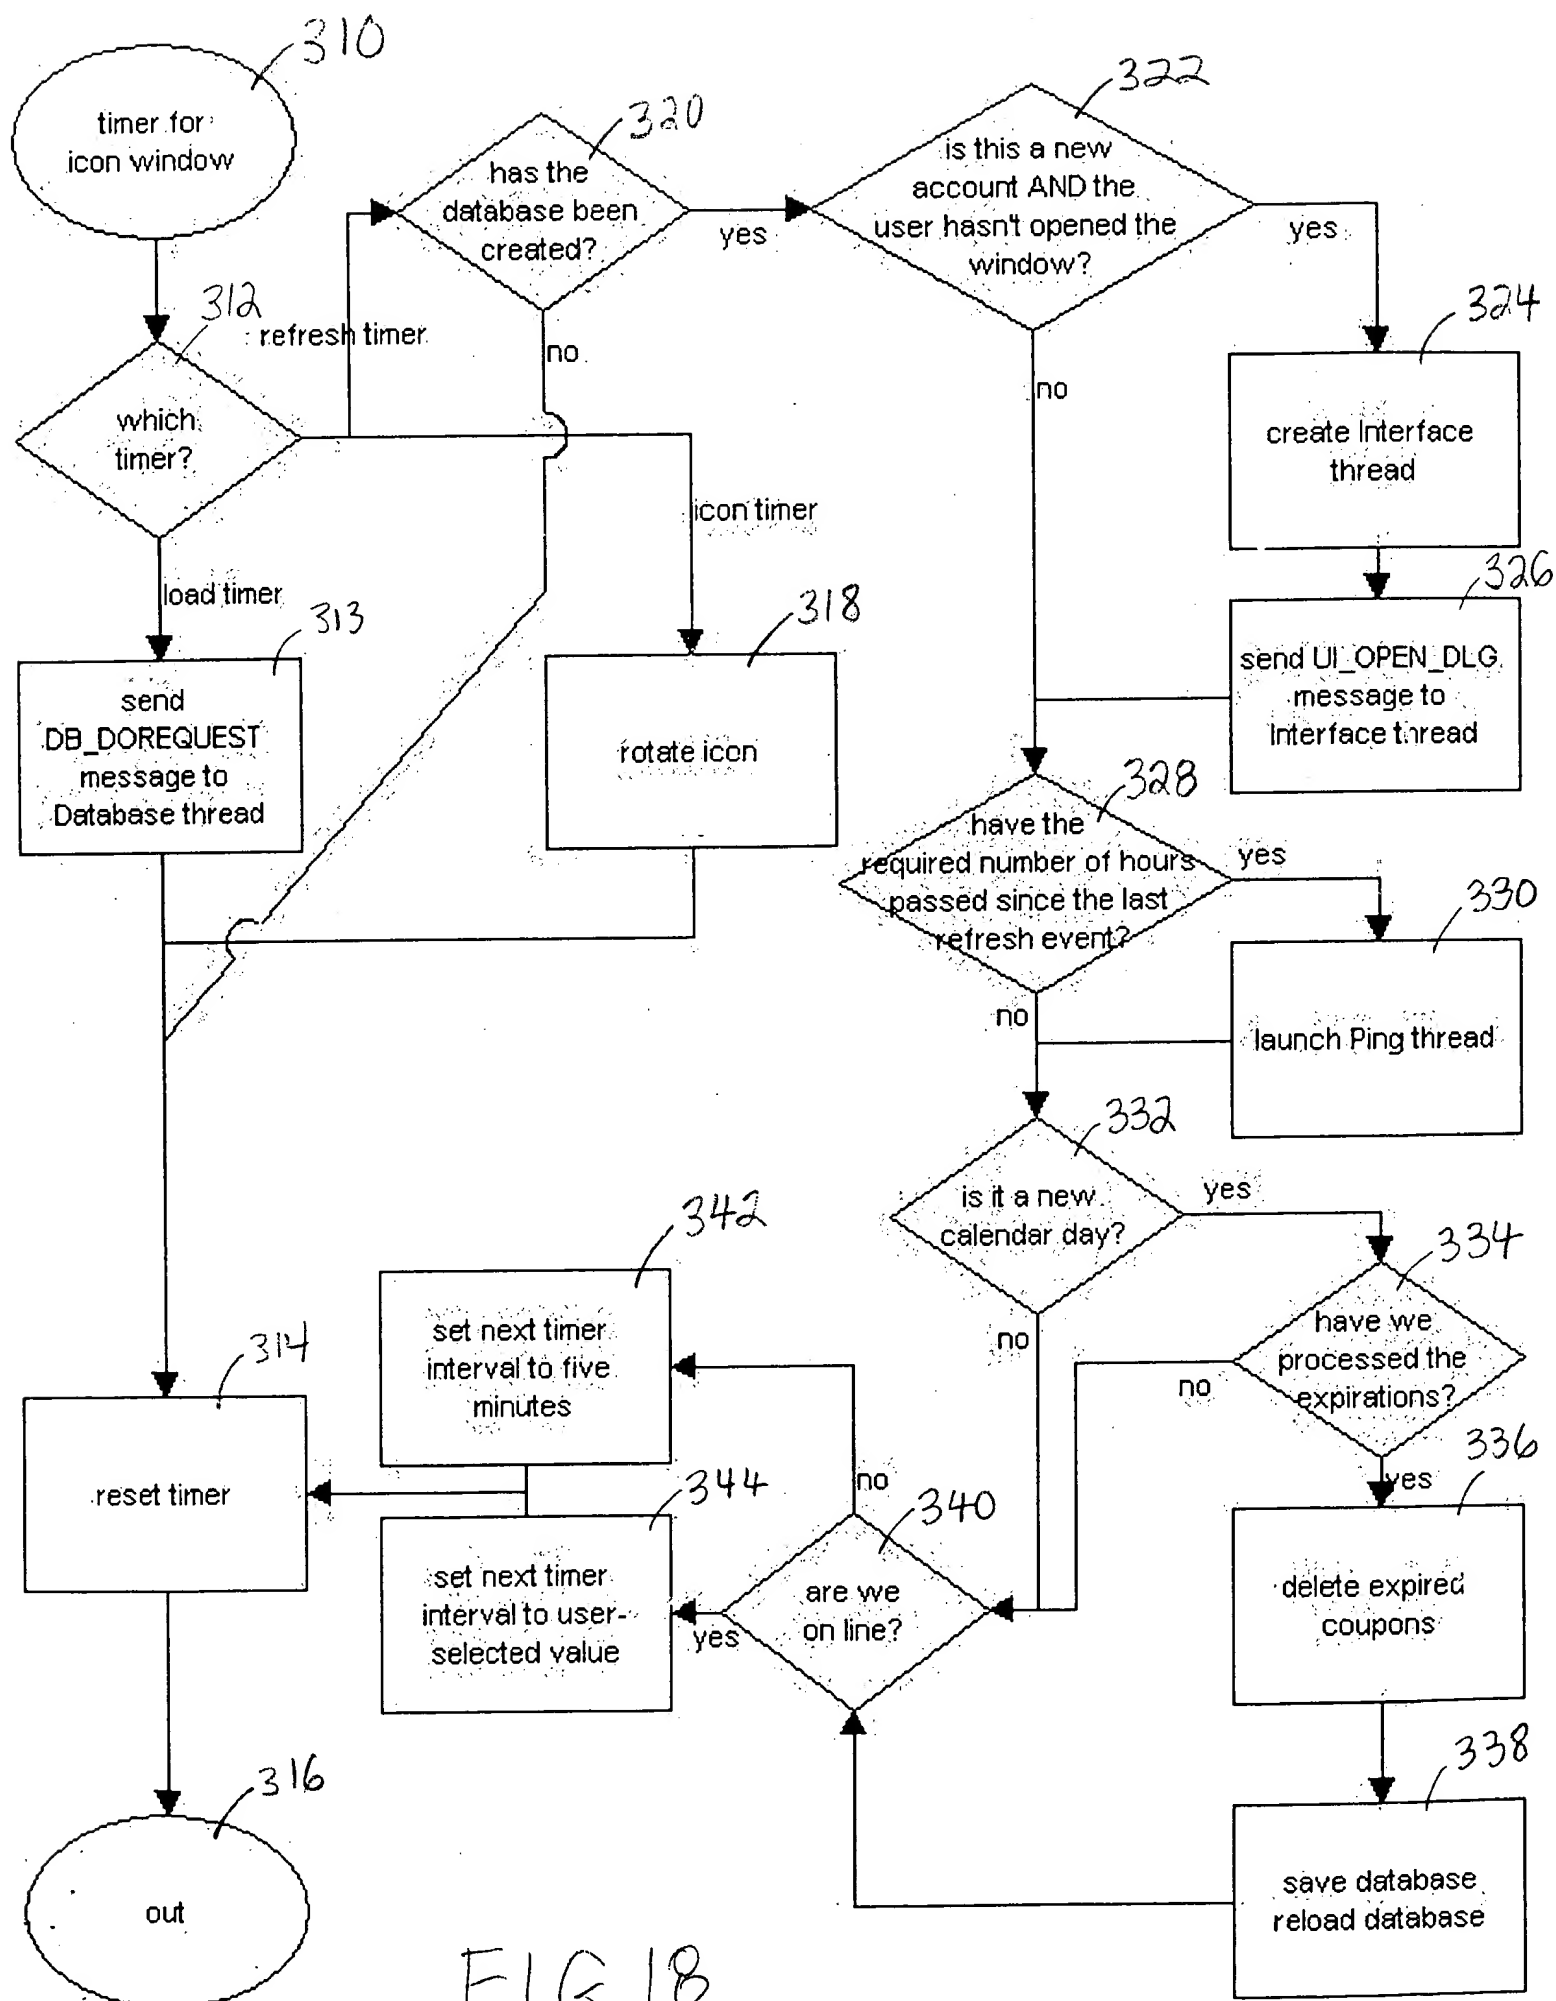 310
timer for
icon window
312
which
timer?
refresh timer
load timer
icon timer
313
send
DB_DOREQUEST
message to
Database thread
318
rotate icon
320
has the
database been
created?
yes
no
322
is this a new
account AND the
user hasn't opened the
window?
yes
no
324
create Interface
thread
326
send UI_OPEN_DLG
message to
Interface thread
328
have the
required number of hours
passed since the last
refresh event?
yes
no
330
launch Ping thread
332
is it a new
calendar day?
yes
no
334
have we
processed the
expirations?
no
yes
336
delete expired
coupons
338
save database
reload database
340
are we
on line?
no
yes
342
set next timer
interval to five
minutes
344
set next timer
interval to user-
selected value
314
reset timer
316
out
FIG 18